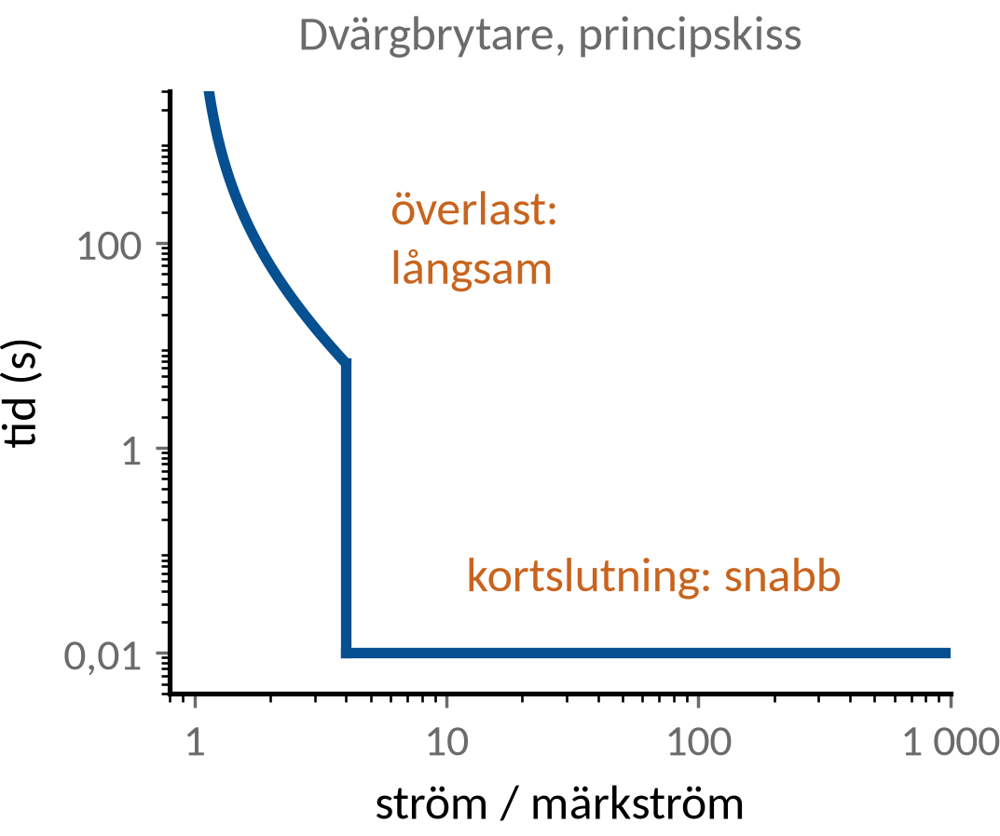 Dvärgbrytare, principskiss
överlast:
långsam
100
tid (s)
1
kortslutning: snabb
0,01
1
10
100
1 000
ström / märkström